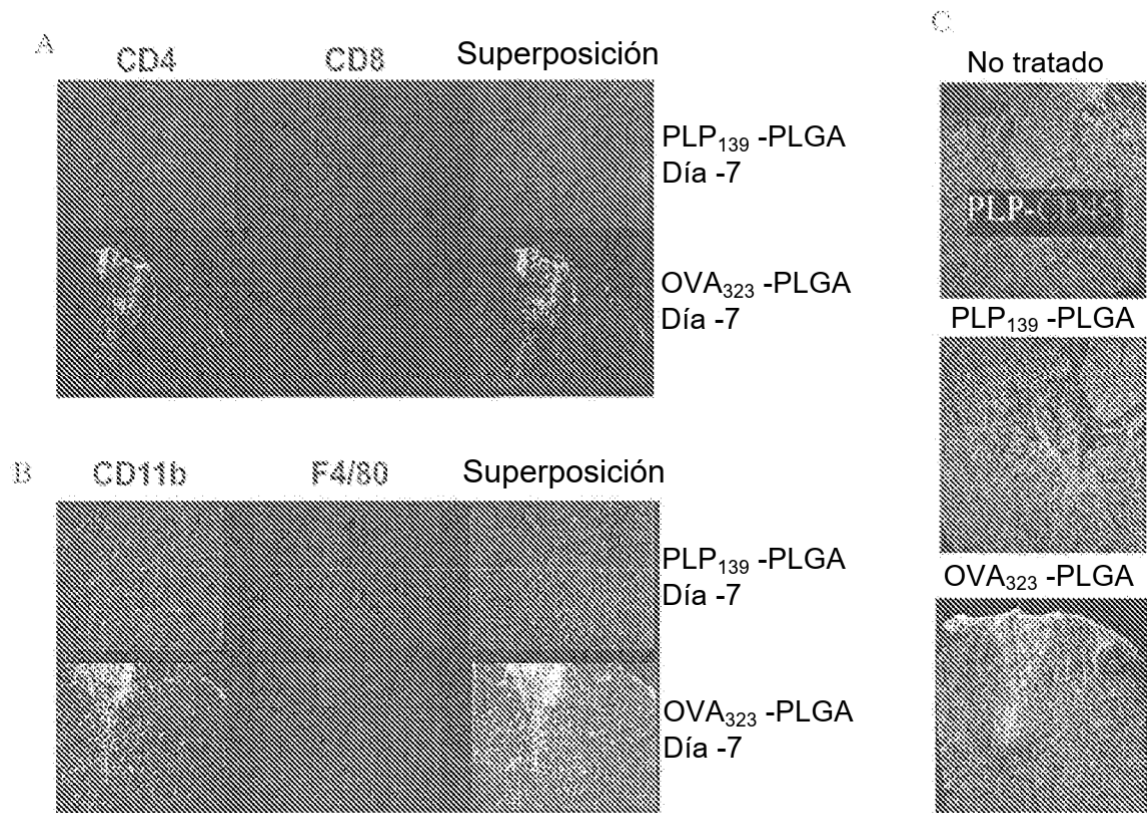 A
CD4 CD8 Superposición
PLP₁₃₉ -PLGA
Día -7
OVA₃₂₃ -PLGA
Día -7
B
CD11b F4/80 Superposición
PLP₁₃₉ -PLGA
Día -7
OVA₃₂₃ -PLGA
Día -7
C
No tratado
PLP-
PLP₁₃₉ -PLGA
OVA₃₂₃ -PLGA